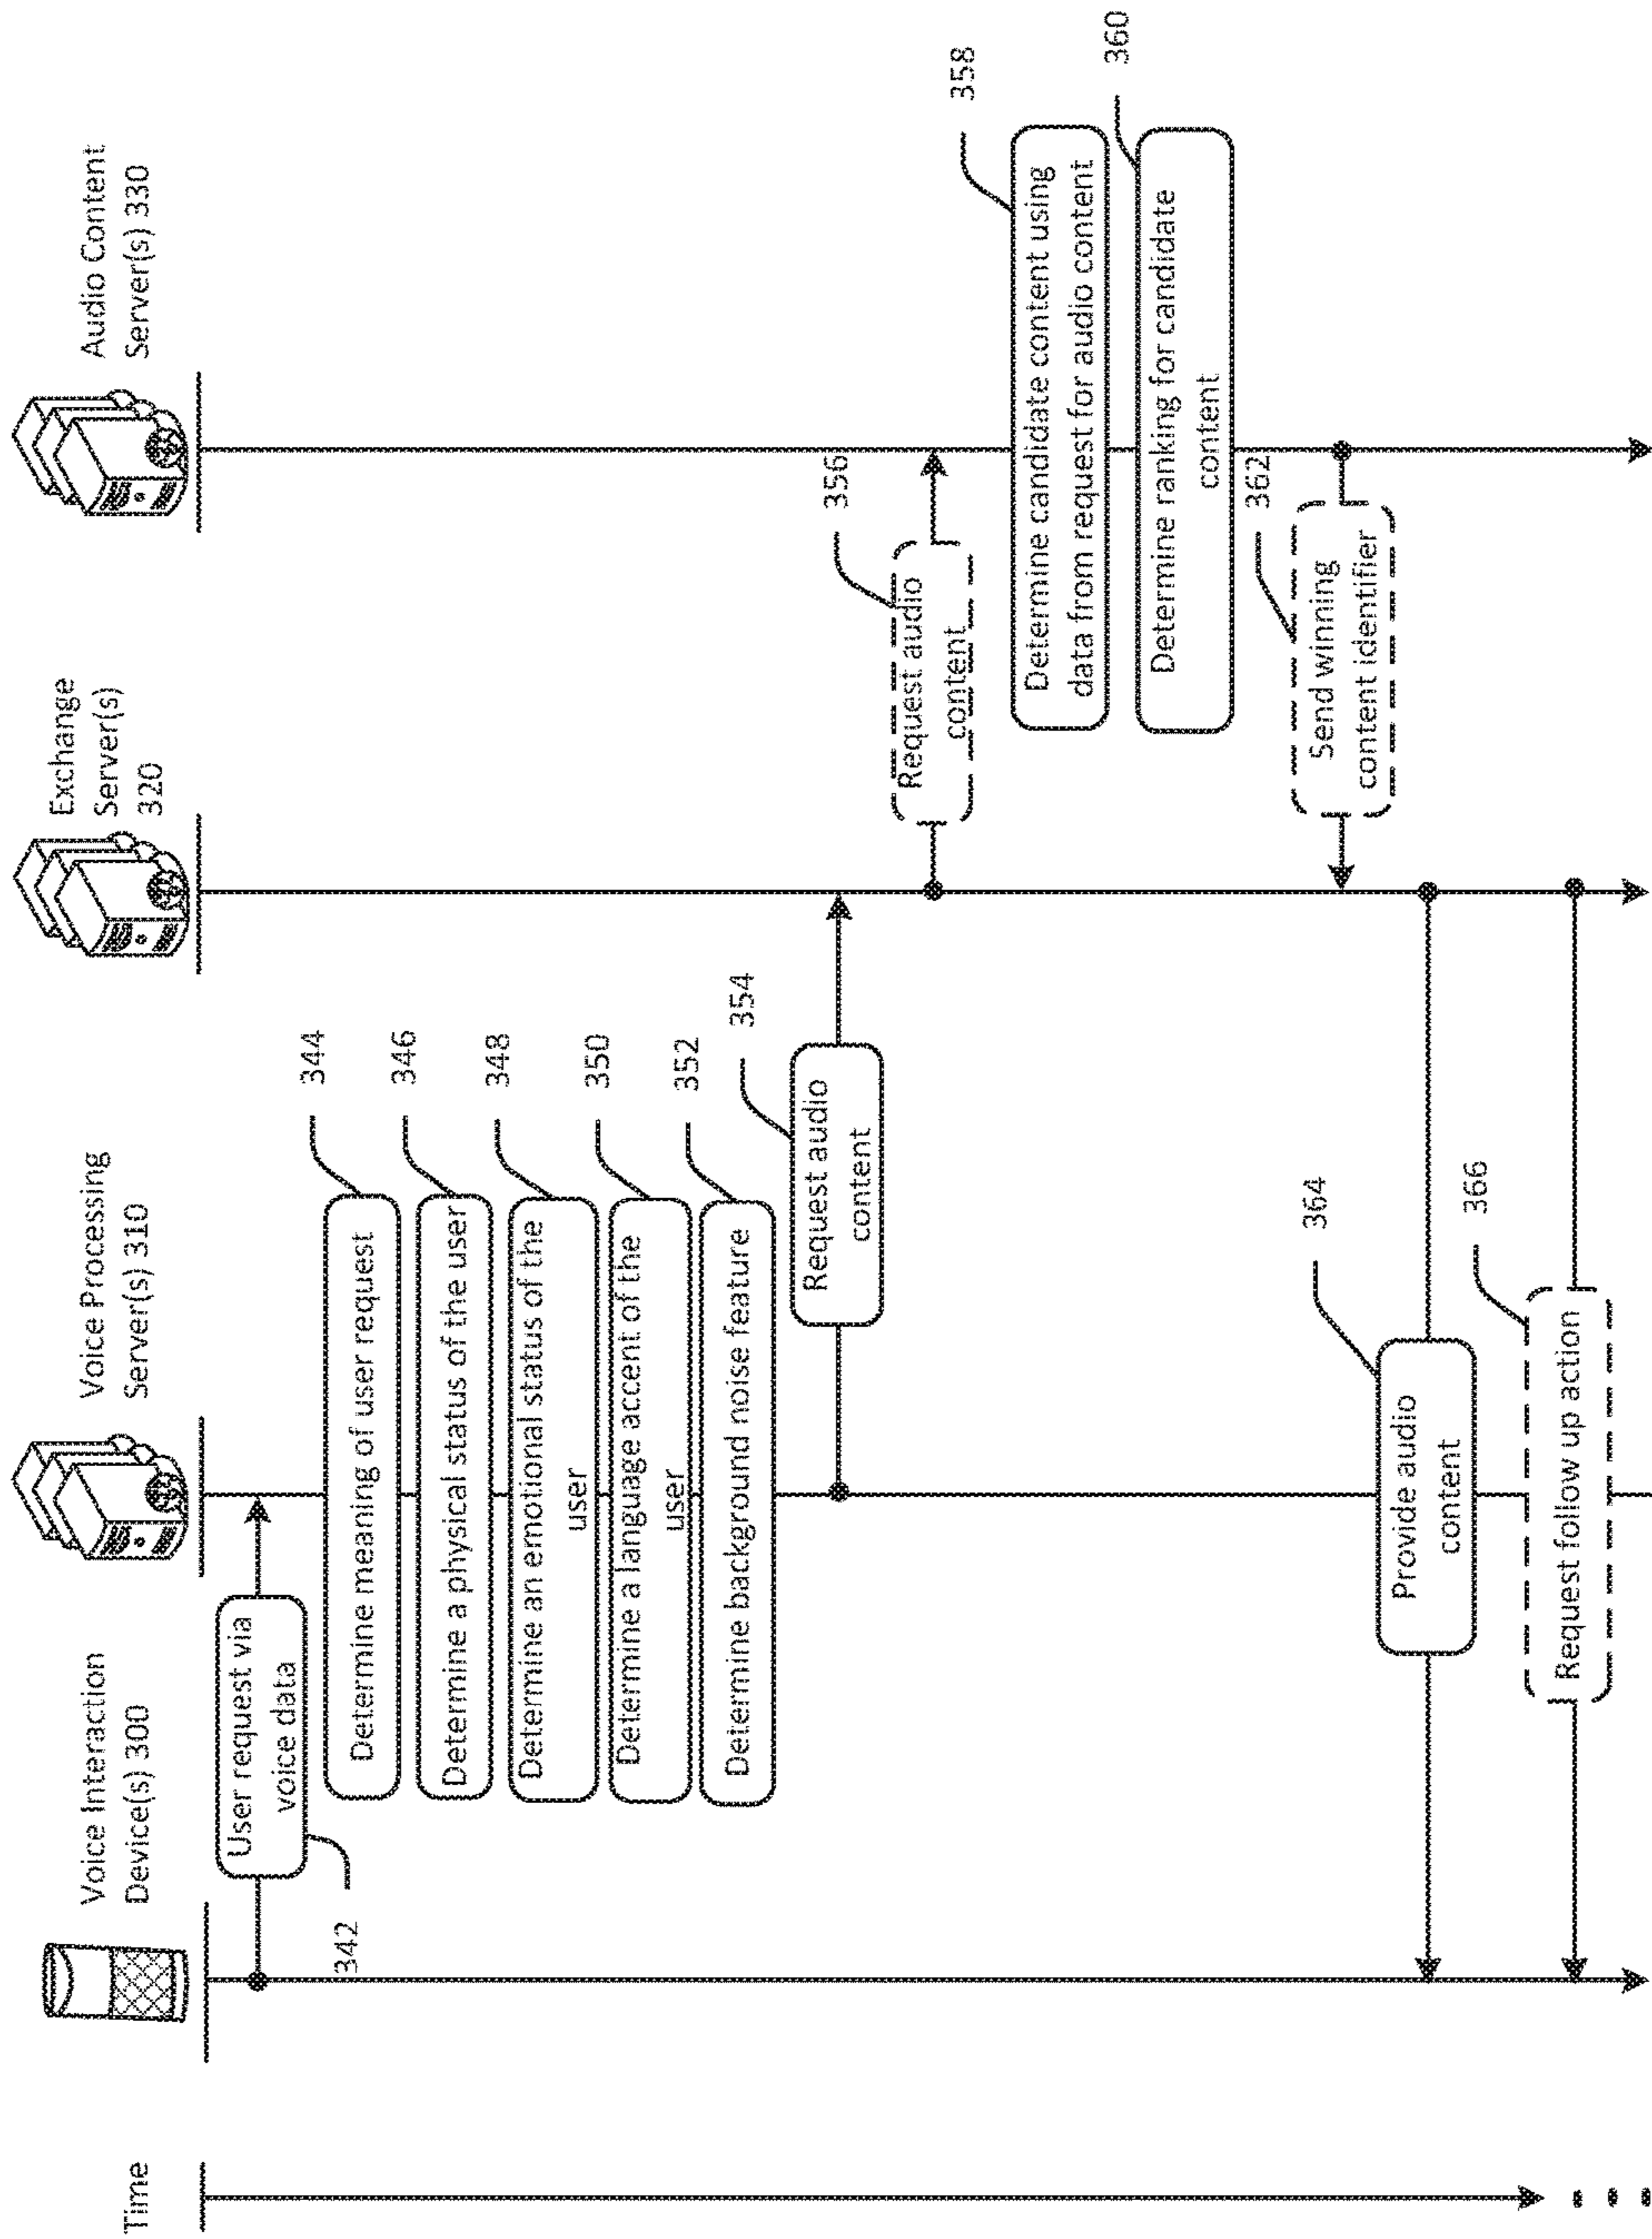 Time
Voice Interaction
Device(s) 300
Voice Processing
Server(s) 310
Exchange
Server(s)
320
Audio Content
Server(s) 330
User request via
voice data
342
Determine meaning of user request
344
Determine a physical status of the user
346
Determine an emotional status of the
user
348
Determine a language accent of the
user
350
Determine background noise feature
352
Request audio
content
354
Request audio
content
356
Determine candidate content using
data from request for audio content
358
Determine ranking for candidate
content
360
Send winning
content identifier
362
Provide audio
content
364
Request follow up action
366